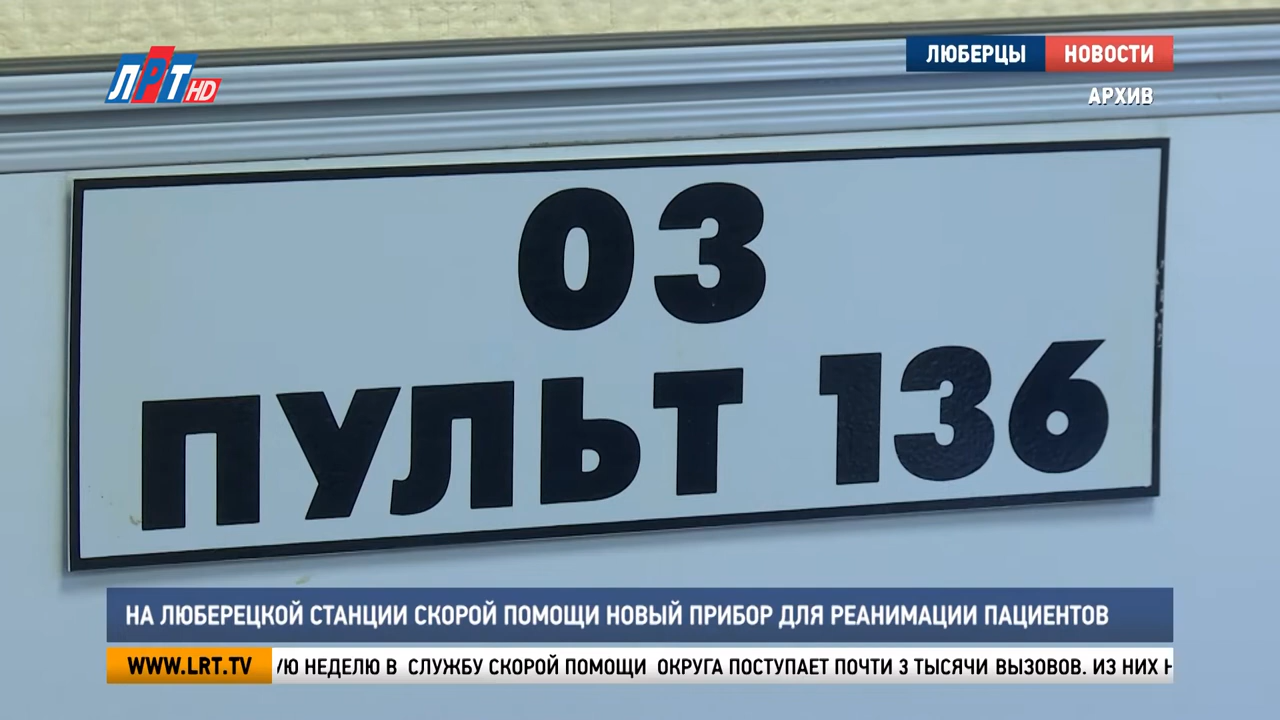 ЛРТ HD
ЛЮБЕРЦЫ НОВОСТИ
АРХИВ
03
ПУЛЬТ 136
НА ЛЮБЕРЕЦКОЙ СТАНЦИИ СКОРОЙ ПОМОЩИ НОВЫЙ ПРИБОР ДЛЯ РЕАНИМАЦИИ ПАЦИЕНТОВ
WWW.LRT.TV НЕДЕЛЮ В СЛУЖБУ СКОРОЙ ПОМОЩИ ОКРУГА ПОСТУПАЕТ ПОЧТИ 3 ТЫСЯЧИ ВЫЗОВОВ. ИЗ НИХ